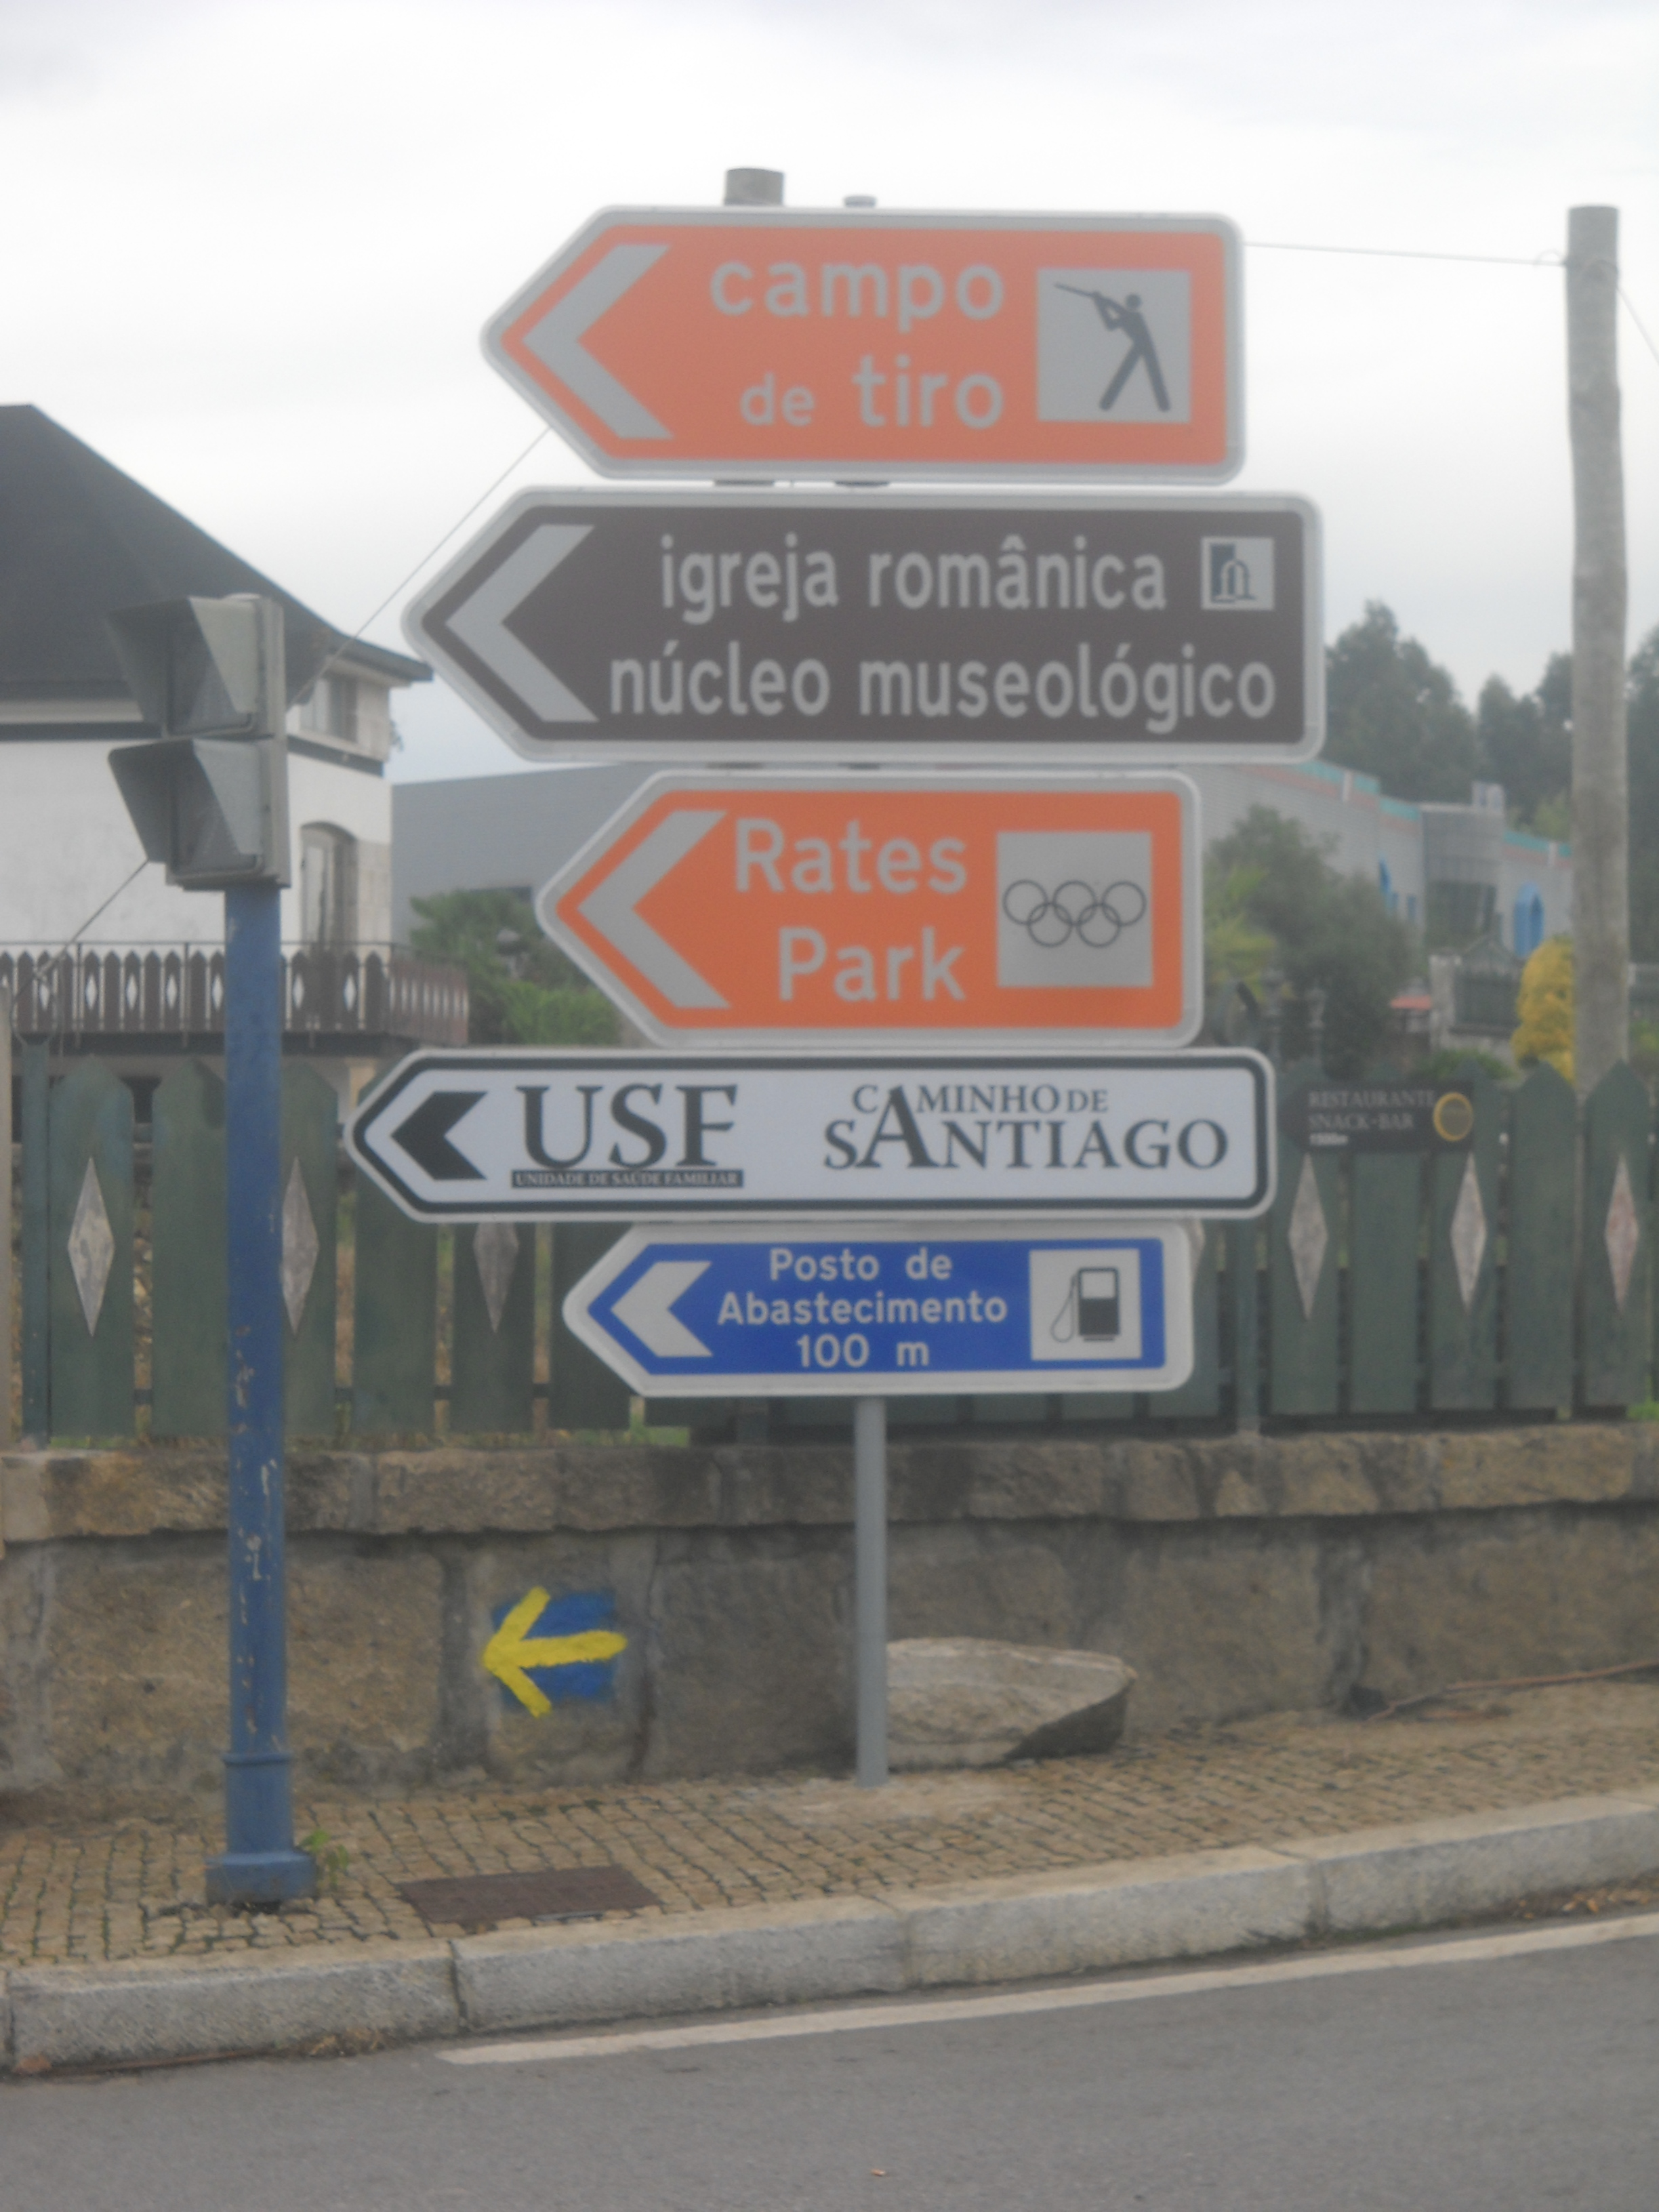 campo
de tiro
igreja românica
núcleo museológico
Rates
Park
USF
UNIDADE DE SAÚDE FAMILIAR
CAMINHO DE
SANTIAGO
Posto de
Abastecimento
100 m
RESTAURANTE
SNACK-BAR
1500m